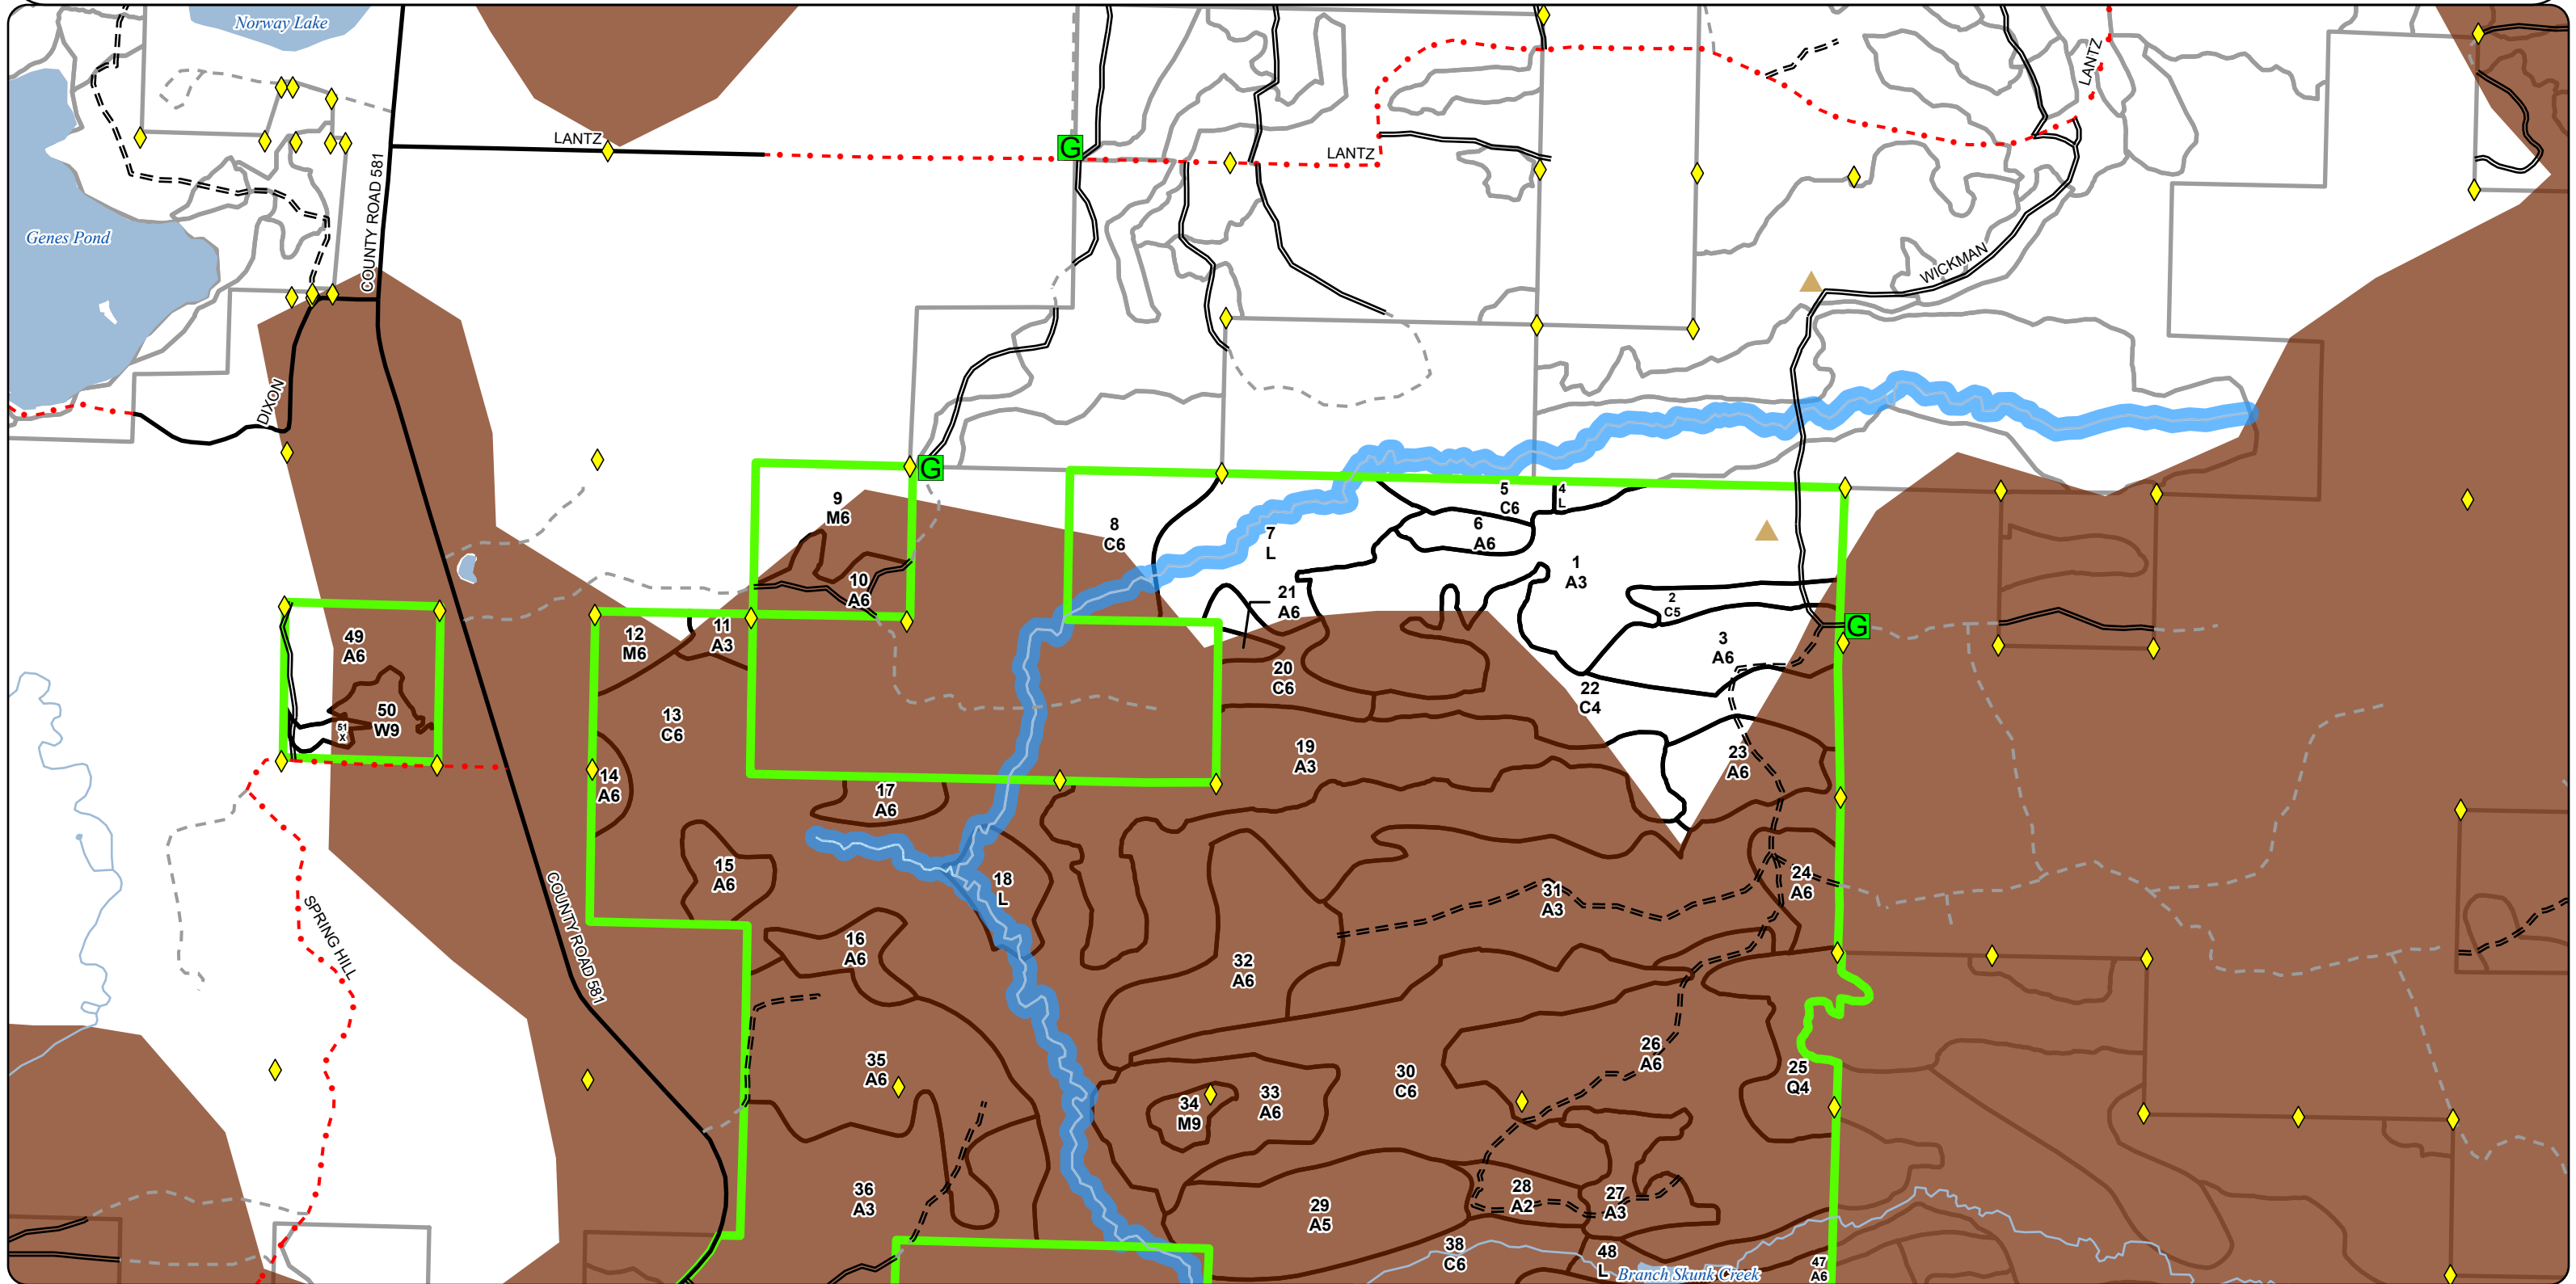 Norway Lake
LANTZ
LANTZ
G
LANTZ
COUNTY ROAD 581
Genes Pond
WICKMAN
DIXON
G
9
M6
8
C6
5
C6
4
L
6
A6
7
L
1
A3
10
A6
21
A6
2
C5
G
49
A6
12
M6
11
A3
3
A6
20
C6
22
C4
50
W9
51
X
13
C6
19
A3
23
A6
14
A6
17
A6
15
A6
18
L
31
A3
24
A6
COUNTY ROAD 581
SPRING HILL
16
A6
32
A6
35
A6
26
A6
30
C6
25
Q4
33
A6
34
M9
36
A3
29
A5
28
A2
27
A3
38
C6
48
L
Branch Skunk Creek
47
A6